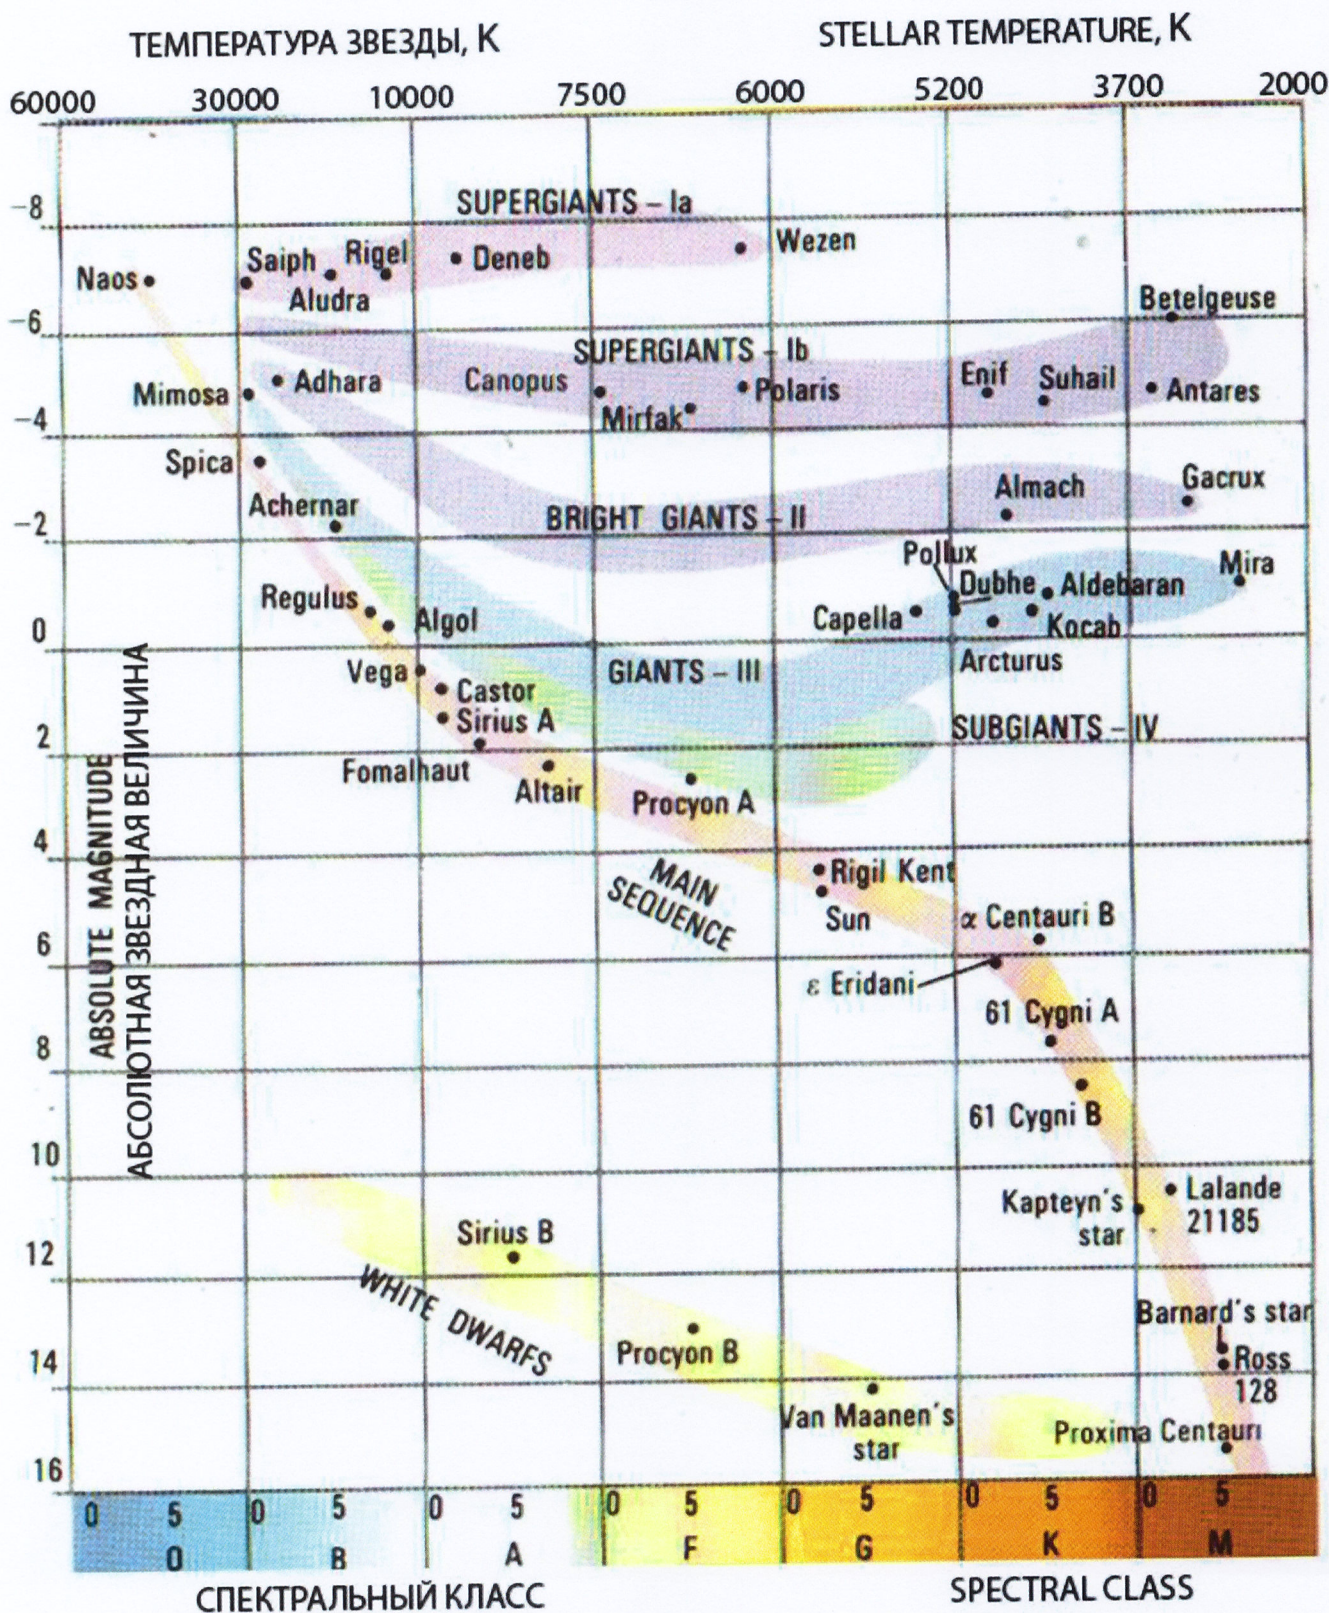 ТЕМПЕРАТУРА ЗВЕЗДЫ, К STELLAR TEMPERATURE, K
60000 30000 10000 7500 6000 5200 3700 2000
SUPERGIANTS – Ia
−8
Wezen
Saiph Rigel Deneb
Naos
Aludra
Betelgeuse
−6
SUPERGIANTS – Ib
Mimosa Adhara Canopus Polaris Enif Suhail Antares
Mirfak
−4
Spica
Achernar Almach Gacrux
−2
BRIGHT GIANTS – II
Pollux
Dubhe Aldebaran Mira
Regulus
Algol Capella Kocab
0
Arcturus
Vega GIANTS – III
Castor
Sirius A SUBGIANTS – IV
2
Fomalhaut
Altair Procyon A
4
MAIN
SEQUENCE
Rigil Kent
Sun
α Centauri B
6
ε Eridani
61 Cygni A
8
61 Cygni B
10
ABSOLUTE MAGNITUDE
АБСОЛЮТНАЯ ЗВЕЗДНАЯ ВЕЛИЧИНА
Kapteyn's
star
Lalande
21185
Sirius B
12
WHITE DWARFS
Barnard's star
Procyon B
14
Ross
128
Van Maanen's
star
Proxima Centauri
16
0 5 0 5 0 5 0 5 0 5 0 5 0 5
O B A F G K M
СПЕКТРАЛЬНЫЙ КЛАСС SPECTRAL CLASS